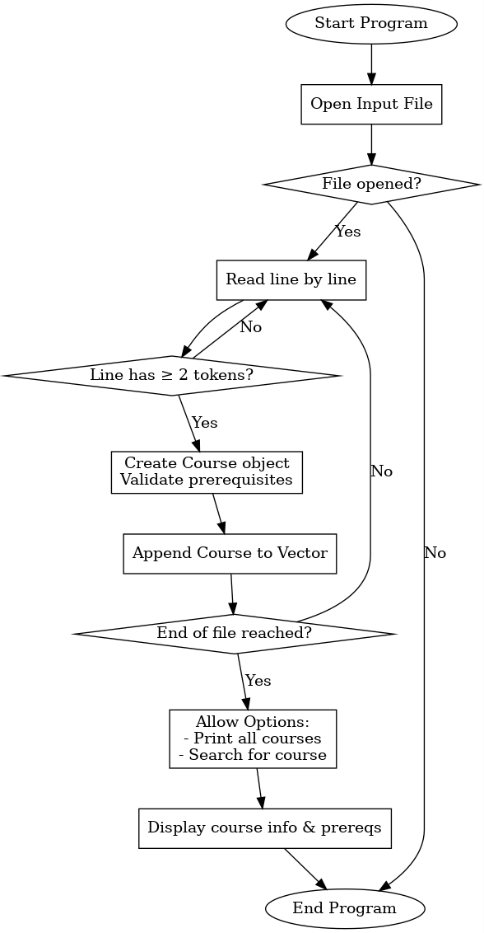 Start Program
Open Input File
File opened?
Yes
Read line by line
No
Line has ≥ 2 tokens?
Yes
Create Course object
Validate prerequisites
No
Append Course to Vector
No
End of file reached?
Yes
Allow Options:
- Print all courses
- Search for course
Display course info & prereqs
End Program